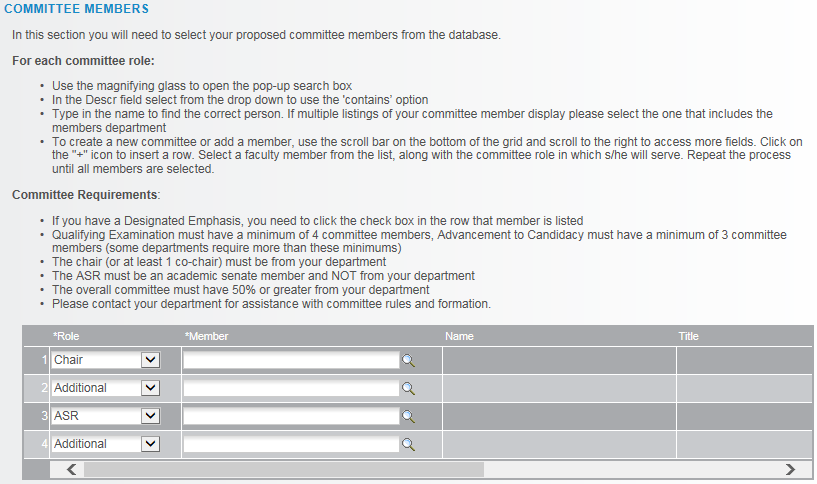 COMMITTEE MEMBERS
In this section you will need to select your proposed committee members from the database.
For each committee role:
• Use the magnifying glass to open the pop-up search box
• In the Descr field select from the drop down to use the 'contains' option
• Type in the name to find the correct person. If multiple listings of your committee member display please select the one that includes the
members department
• To create a new committee or add a member, use the scroll bar on the bottom of the grid and scroll to the right to access more fields. Click on
the "+" icon to insert a row. Select a faculty member from the list, along with the committee role in which s/he will serve. Repeat the process
until all members are selected.
Committee Requirements:
• If you have a Designated Emphasis, you need to click the check box in the row that member is listed
• Qualifying Examination must have a minimum of 4 committee members, Advancement to Candidacy must have a minimum of 3 committee
members (some departments require more than these minimums)
• The chair (or at least 1 co-chair) must be from your department
• The ASR must be an academic senate member and NOT from your department
• The overall committee must have 50% or greater from your department
• Please contact your department for assistance with committee rules and formation.
*Role *Member Name Title
1 Chair
2 Additional
3 ASR
4 Additional